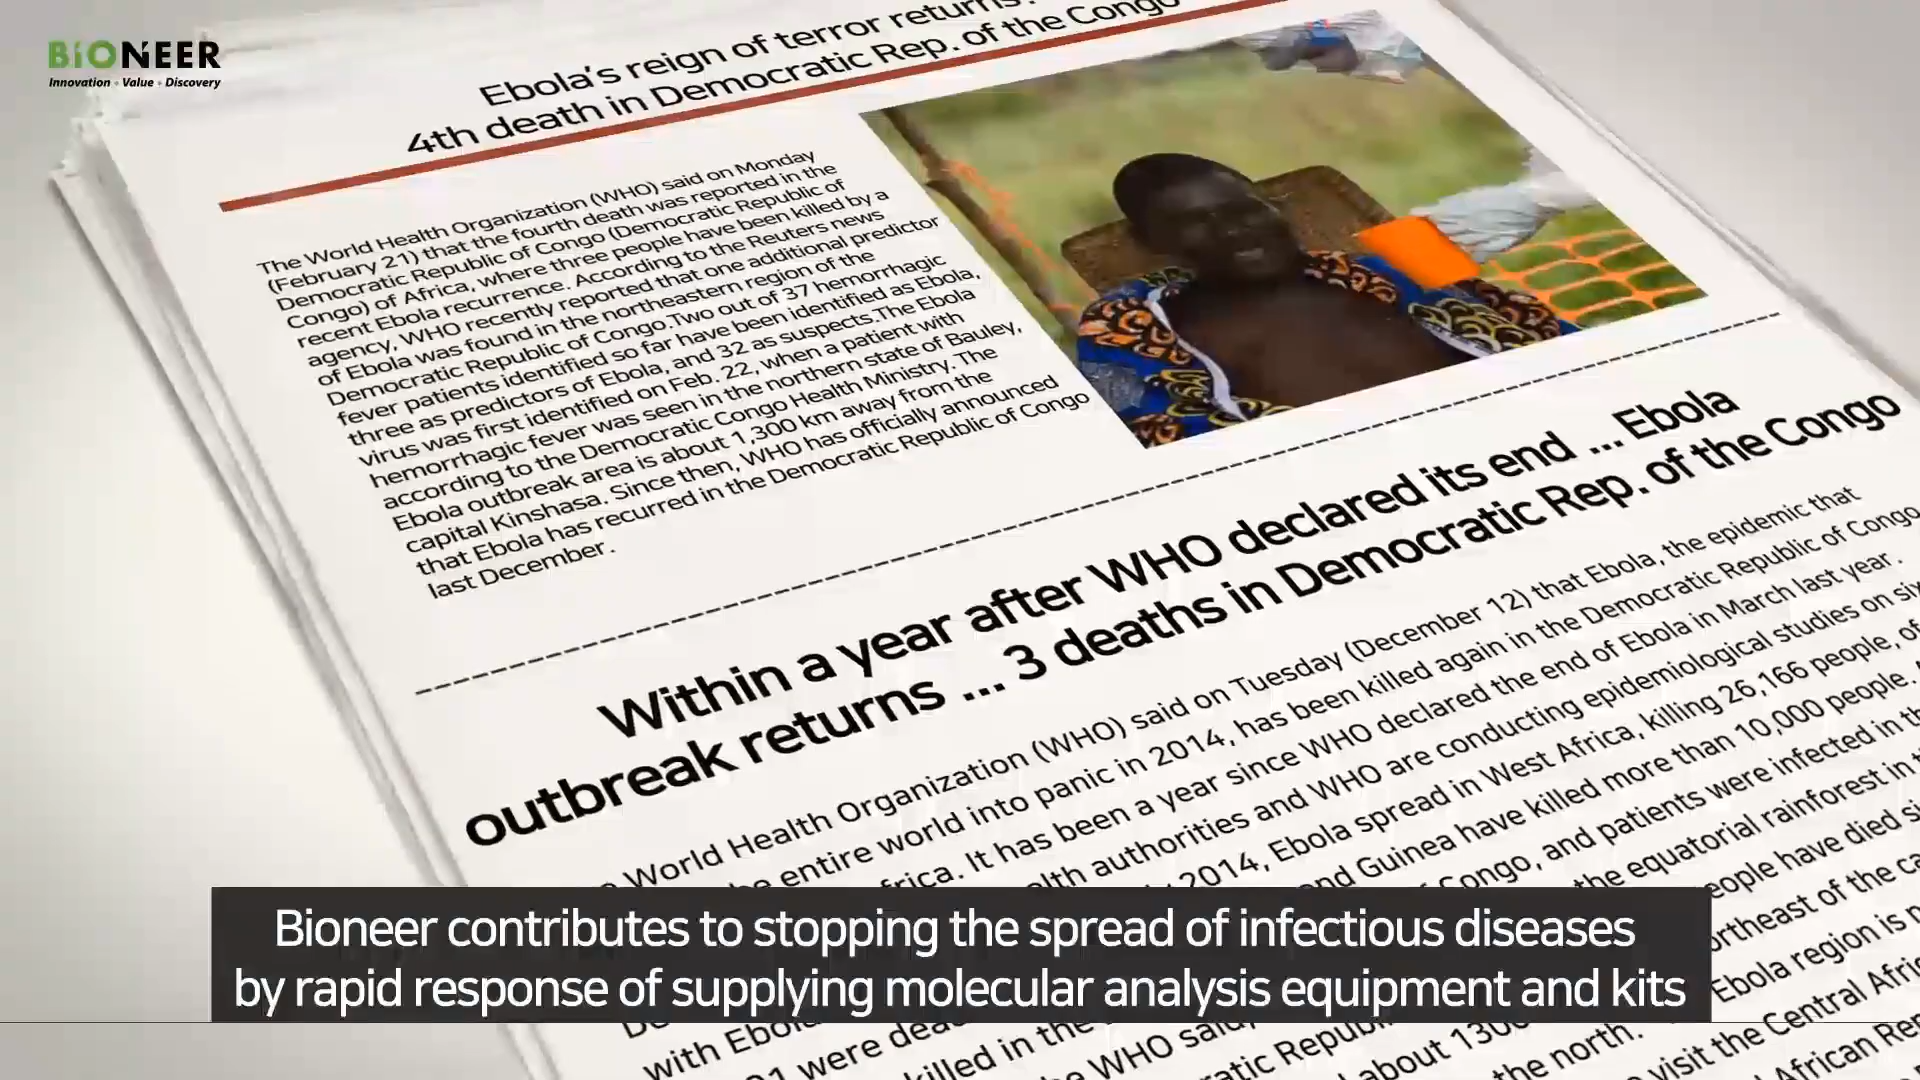 BIONEER
Innovation · Value · Discovery
Ebola's reign of terror returns
4th death in Democratic Rep. of the Congo
The World Health Organization (WHO) said on Monday
(February 21) that the fourth death was reported in the
Democratic Republic of Congo (Democratic Republic of
Congo) of Africa, where three people have been killed by a
recent Ebola recurrence. According to the Reuters news
agency, WHO recently reported that one additional predictor
of Ebola was found in the northeastern region of the
Democratic Republic of Congo.Two out of 37 hemorrhagic
fever patients identified so far have been identified as Ebola,
three as predictors of Ebola, and 32 as suspects.The Ebola
virus was first identified on Feb. 22, when a patient with
hemorrhagic fever was seen in the northern state of Bauley,
according to the Democratic Congo Health Ministry. The
Ebola outbreak area is about 1,300 km away from the
capital Kinshasa. Since then, WHO has officially announced
that Ebola has recurred in the Democratic Republic of Congo
last December.
Within a year after WHO declared its end ... Ebola
outbreak returns ... 3 deaths in Democratic Rep. of the Congo
World Health Organization (WHO) said on Tuesday (December 12) that Ebola, the epidemic that
entire world into panic in 2014, has been killed again in the Democratic Republic of Congo
Africa. It has been a year since WHO declared the end of Ebola in March last year.
authorities and WHO are conducting epidemiological studies on
2014, Ebola spread in West Africa, killing 26,166 people, of
and Guinea have killed more than 10,000 people.
Congo, and patients were infected in the
the equatorial rainforest in
people have died
northeast of the
Ebola region is
with Ebola
were
killed in the
WHO said
about
the north.
visit the Central
African
Bioneer contributes to stopping the spread of infectious diseases
by rapid response of supplying molecular analysis equipment and kits